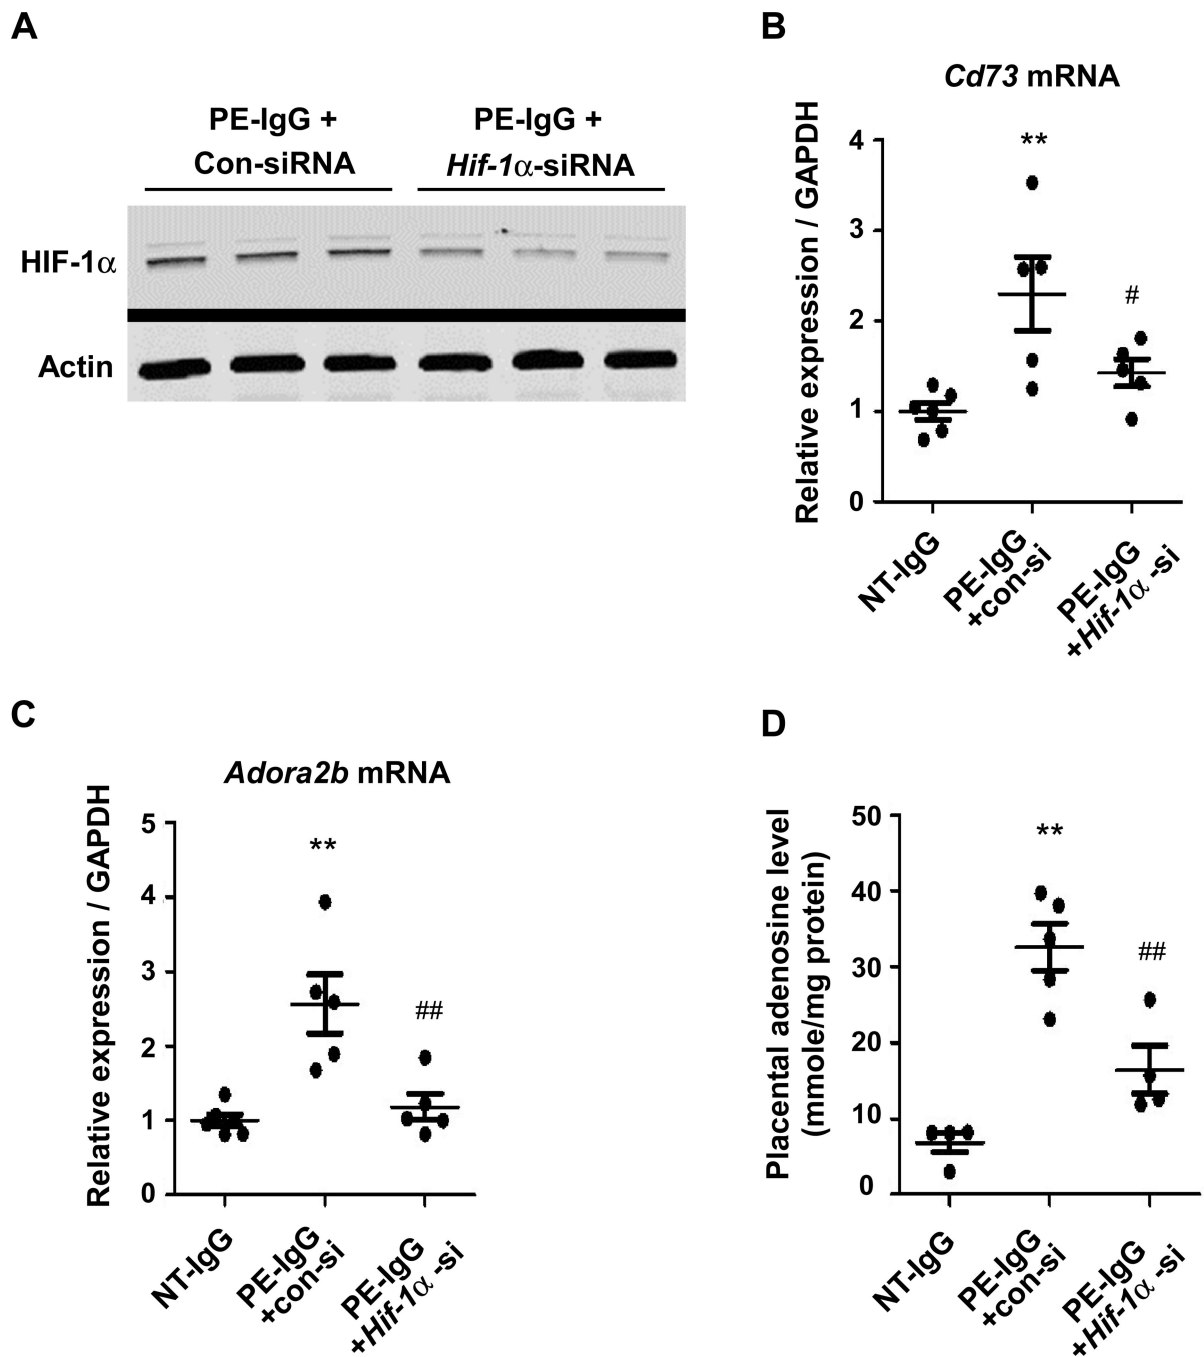 A
PE-IgG +
Con-siRNA
PE-IgG +
Hif-1α-siRNA
HIF-1α
Actin
B
Cd73 mRNA
Relative expression / GAPDH
4
3
2
1
0
**
#
NT-IgG
PE-IgG
+con-si
PE-IgG
+Hif-1α -si
C
Adora2b mRNA
Relative expression / GAPDH
5
4
3
2
1
0
**
##
NT-IgG
PE-IgG
+con-si
PE-IgG
+Hif-1α -si
D
Placental adenosine level
(mmole/mg protein)
50
40
30
20
10
0
**
##
NT-IgG
PE-IgG
+con-si
PE-IgG
+Hif-1α -si